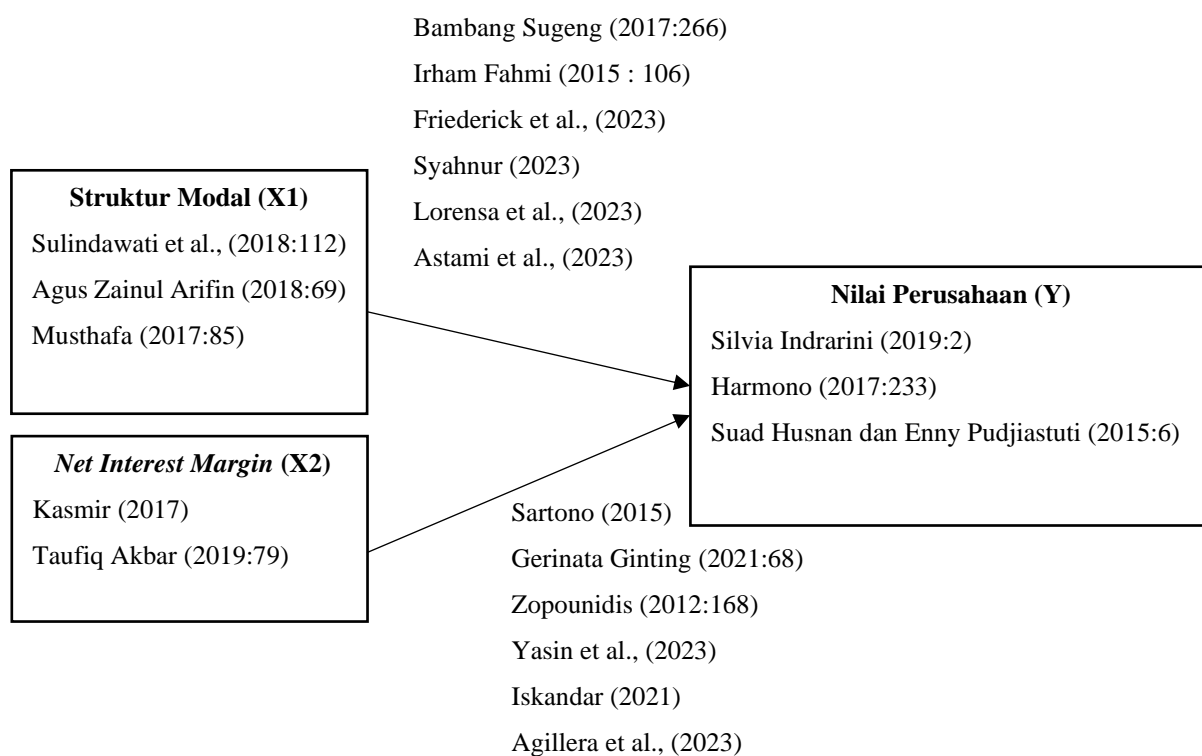 Bambang Sugeng (2017:266)
Irham Fahmi (2015 : 106)
Friederick et al., (2023)
Syahnur (2023)
Lorensa et al., (2023)
Astami et al., (2023)
Struktur Modal (X1)
Sulindawati et al., (2018:112)
Agus Zainul Arifin (2018:69)
Musthafa (2017:85)
Nilai Perusahaan (Y)
Silvia Indrarini (2019:2)
Harmono (2017:233)
Suad Husnan dan Enny Pudjiastuti (2015:6)
Net Interest Margin (X2)
Kasmir (2017)
Taufiq Akbar (2019:79)
Sartono (2015)
Gerinata Ginting (2021:68)
Zopounidis (2012:168)
Yasin et al., (2023)
Iskandar (2021)
Agillera et al., (2023)